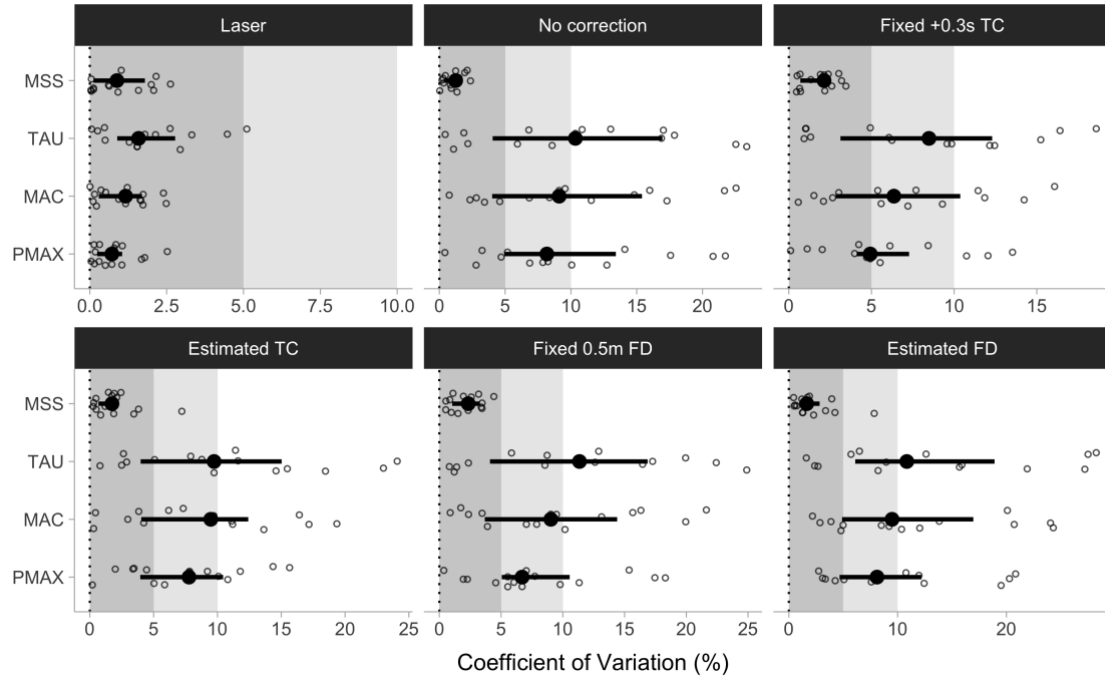 Laser No correction Fixed +0.3s TC
MSS
TAU
MAC
PMAX
0.0 2.5 5.0 7.5 10.0 0 5 10 15 20 0 5 10 15
Estimated TC Fixed 0.5m FD Estimated FD
MSS
TAU
MAC
PMAX
0 5 10 15 20 25 0 5 10 15 20 25 0 10 20
Coefficient of Variation (%)